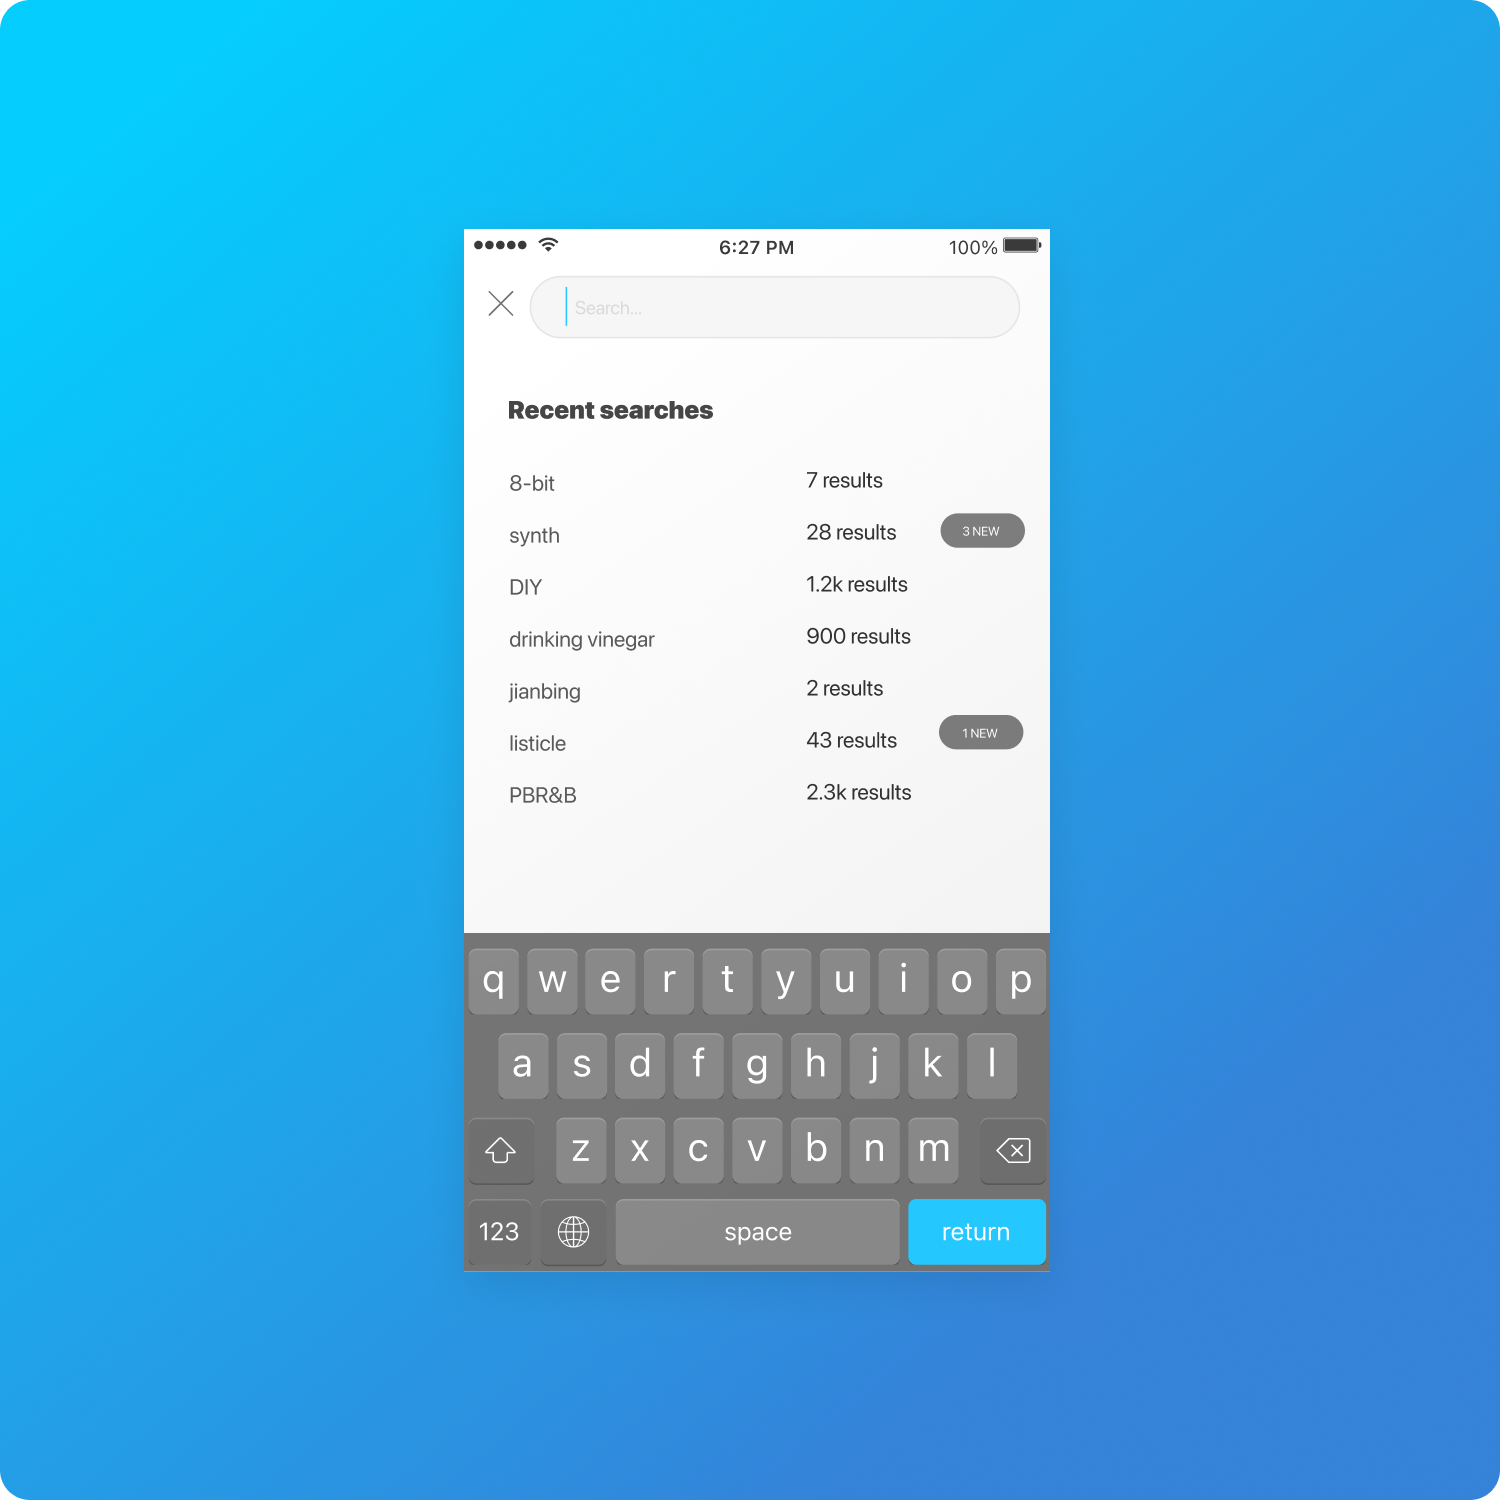 6:27 PM 100%
Search...
Recent searches
8-bit 7 results
synth 28 results 3 NEW
DIY 1.2k results
drinking vinegar 900 results
jianbing 2 results
listicle 43 results 1 NEW
PBR&B 2.3k results
q w e r t y u i o p
a s d f g h j k l
z x c v b n m
123 space return